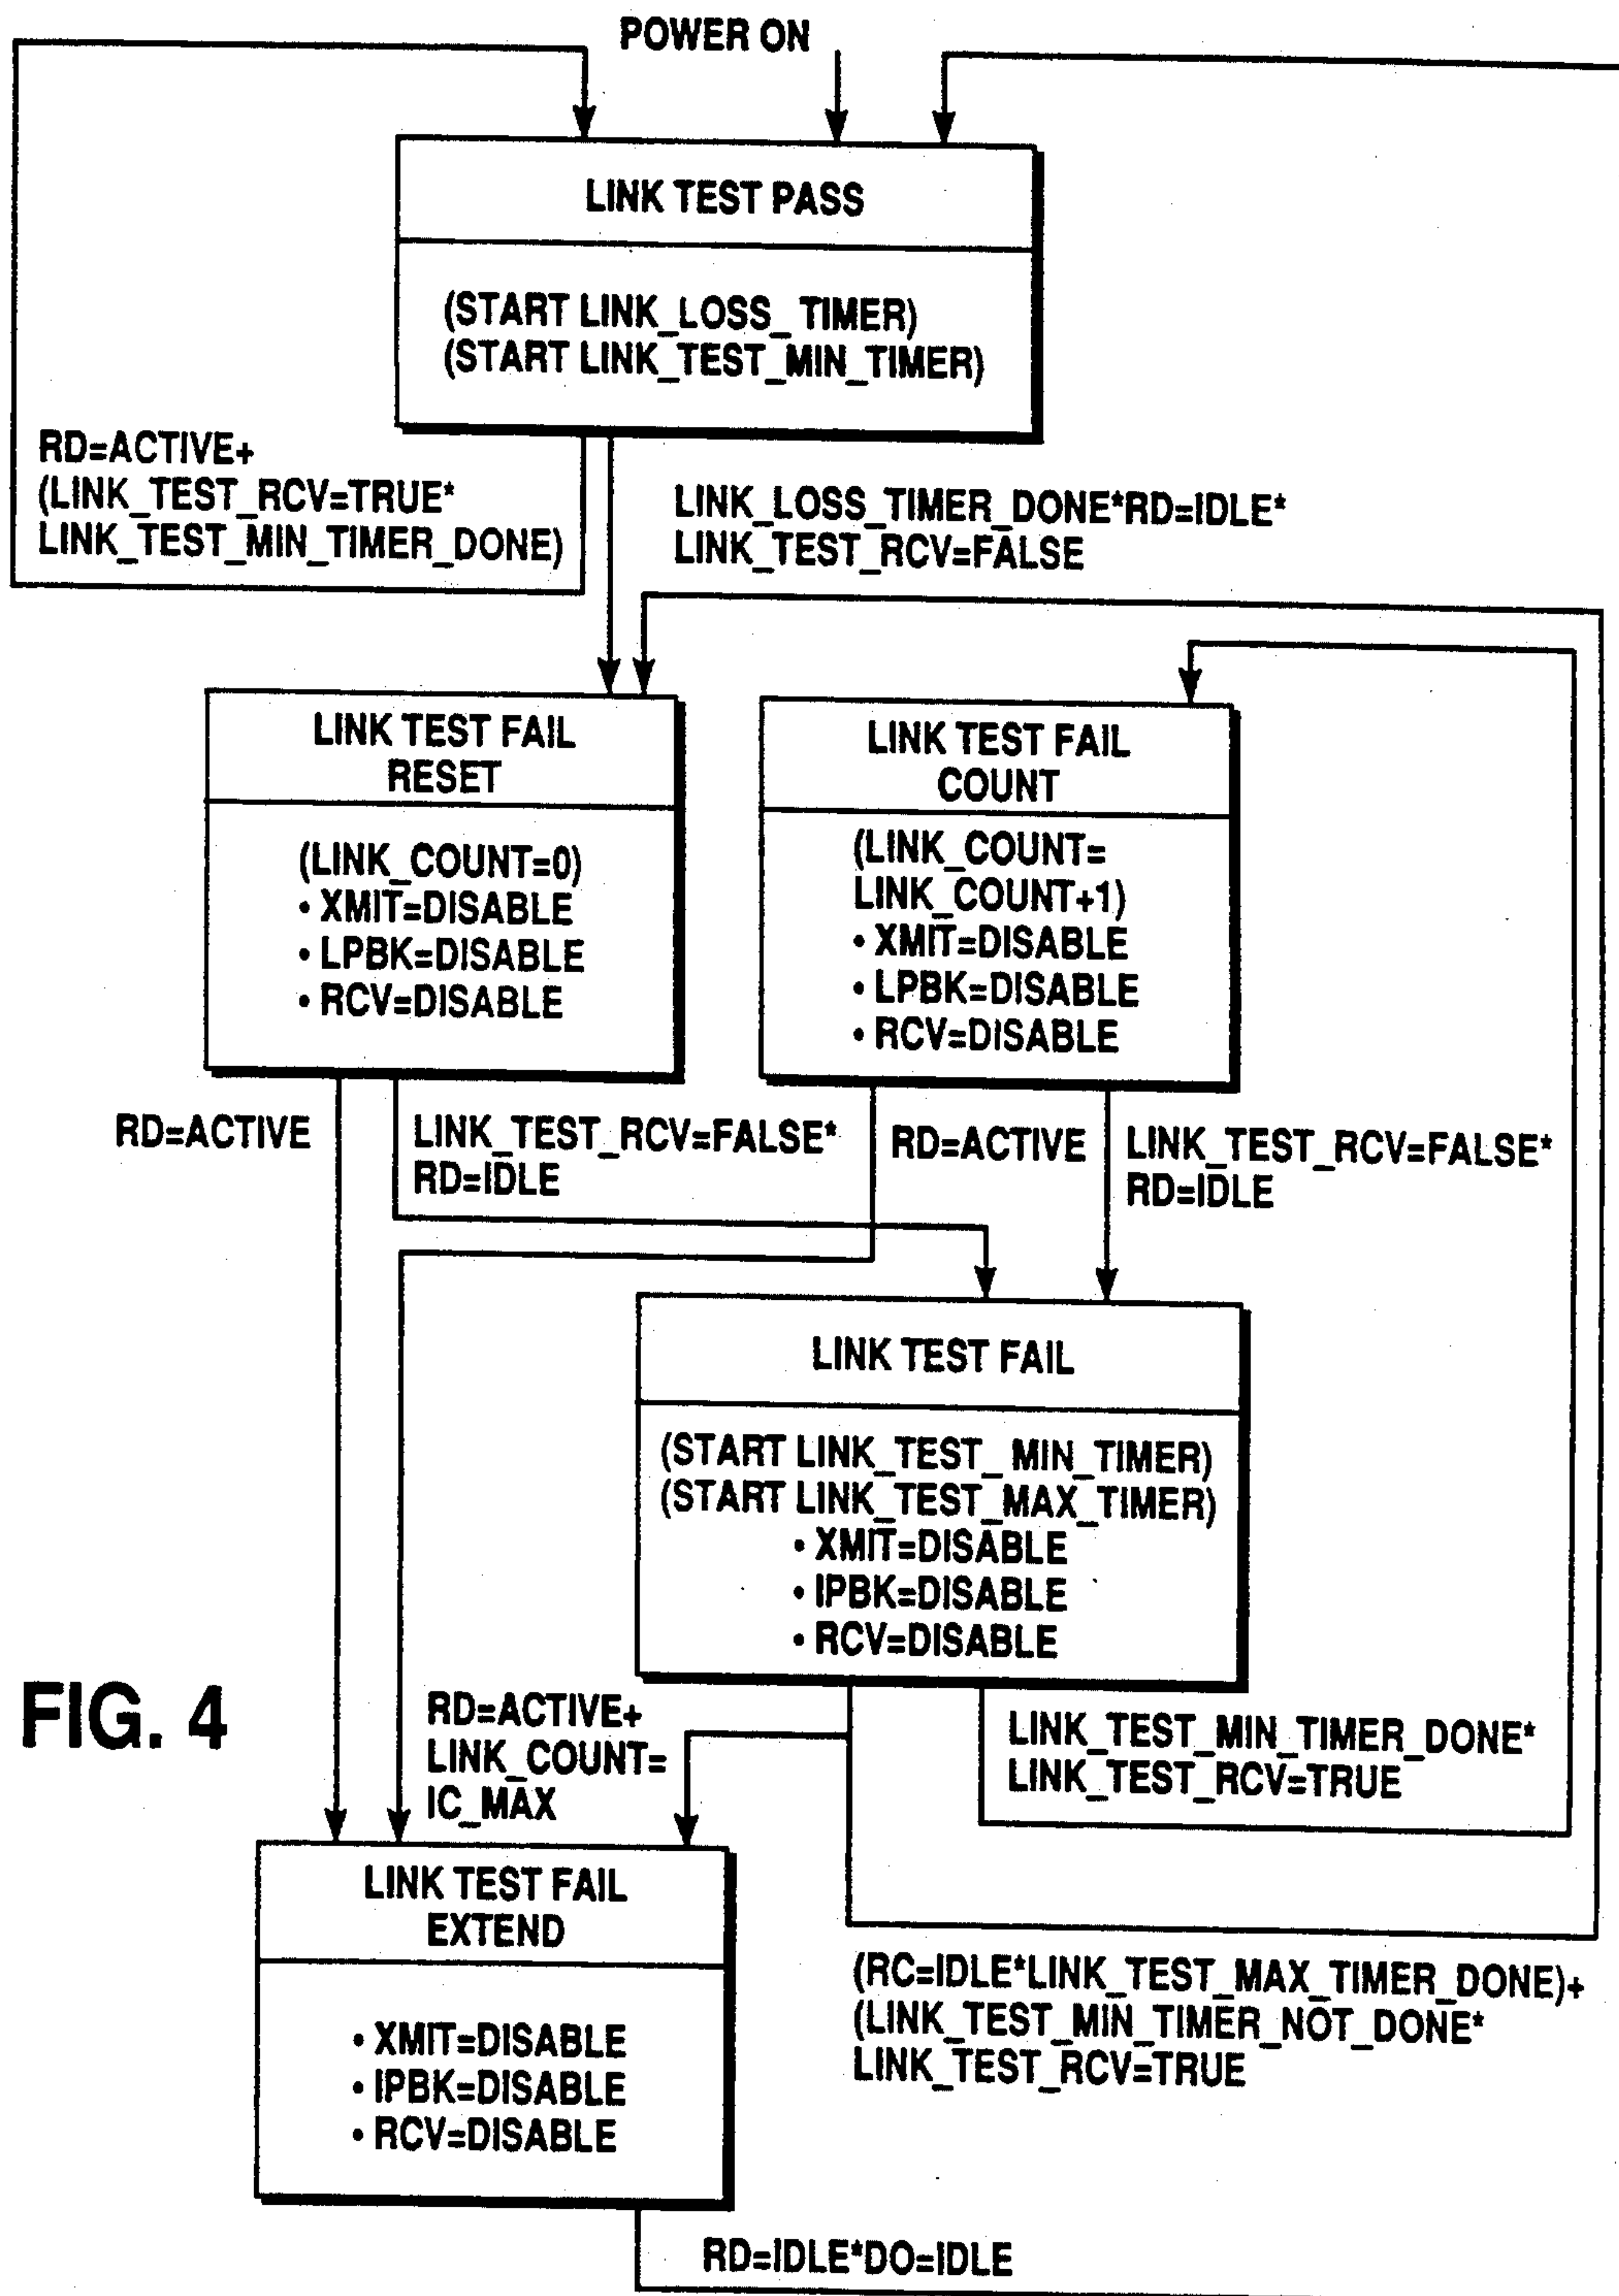 POWER ON
LINK TEST PASS
(START LINK_LOSS_ TIMER)
(START LINK_TEST_MIN_TIMER)
RD=ACTIVE+
(LINK_TEST_RCV=TRUE*
LINK_TEST_MIN_TIMER_DONE)
LINK_LOSS_TIMER_DONE*RD=IDLE*
LINK_TEST_RCV=FALSE
LINK TEST FAIL
RESET
(LINK_COUNT=0)
• XMIT=DISABLE
• LPBK=DISABLE
• RCV=DISABLE
LINK TEST FAIL
COUNT
(LINK_COUNT=
LINK_COUNT+1)
• XMIT=DISABLE
• LPBK=DISABLE
• RCV=DISABLE
RD=ACTIVE
LINK_TEST_RCV=FALSE*
RD=IDLE
RD=ACTIVE
LINK_TEST_RCV=FALSE*
RD=IDLE
LINK TEST FAIL
(START LINK_TEST_ MIN_TIMER)
(START LINK_TEST_MAX_TIMER)
• XMIT=DISABLE
• IPBK=DISABLE
• RCV=DISABLE
FIG. 4
RD=ACTIVE+
LINK_COUNT=
IC_MAX
LINK_TEST_MIN_TIMER_DONE*
LINK_TEST_RCV=TRUE
LINK TEST FAIL
EXTEND
• XMIT=DISABLE
• IPBK=DISABLE
• RCV=DISABLE
(RC=IDLE*LINK_TEST_MAX_TIMER_DONE)+
(LINK_TEST_MIN_TIMER_NOT_DONE*
LINK_TEST_RCV=TRUE
RD=IDLE*DO=IDLE